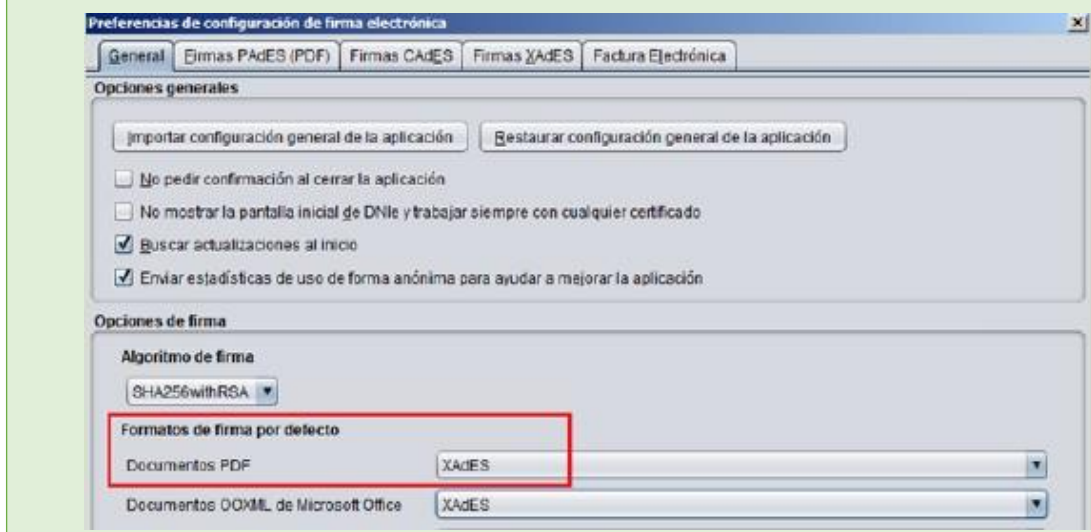 Preferencias de configuración de firma electrónica
General Firmas PAdES (PDF) Firmas CAdES Firmas XAdES Factura Electrónica
Opciones generales
Importar configuración general de la aplicación Restaurar configuración general de la aplicación
No pedir confirmación al cerrar la aplicación
No mostrar la pantalla inicial de DNIe y trabajar siempre con cualquier certificado
Buscar actualizaciones al inicio
Enviar estadísticas de uso de forma anónima para ayudar a mejorar la aplicación
Opciones de firma
Algoritmo de firma
SHA256withRSA
Formatos de firma por defecto
Documentos PDF XAdES
Documentos OOXML de Microsoft Office XAdES